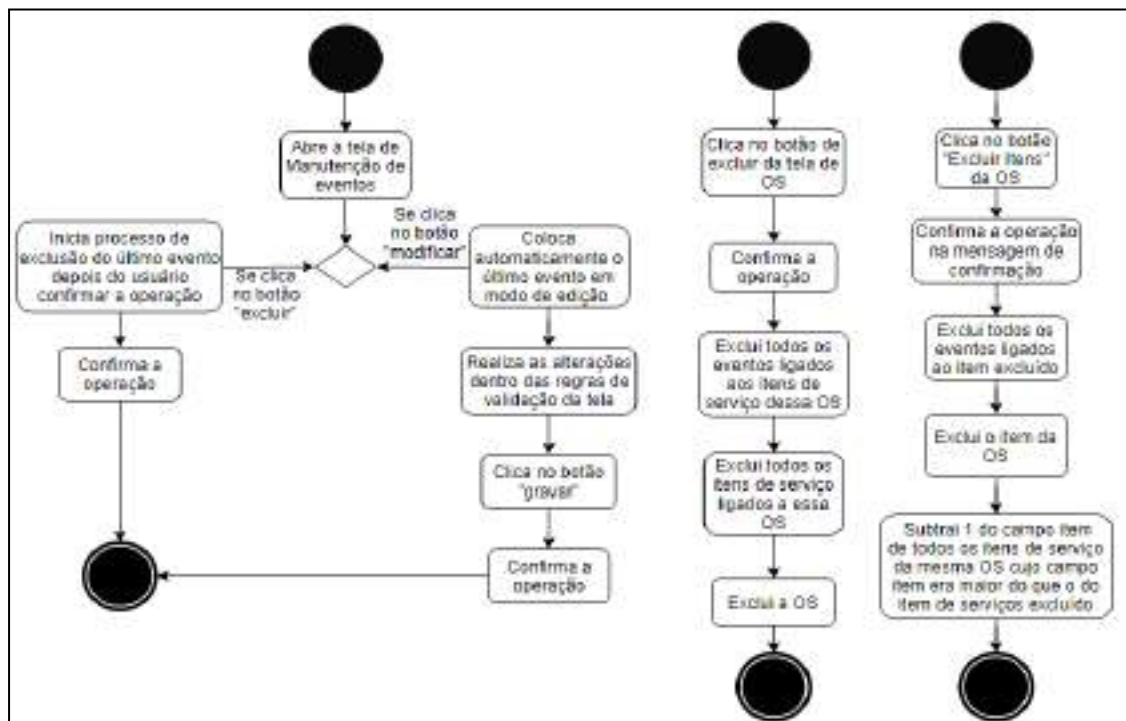 Abre a tela de
Manutenção de
eventos
Se clica
no botão
"modificar"
Inicia processo de
exclusão do último evento
depois do usuário
confirmar a operação
Se clica
no botão
"excluir"
Coloca
automaticamente o
último evento em
modo de edição
Confirma a
operação
Realiza as alterações
dentro das regras de
validação da tela
Clica no botão
"gravar"
Confirma a
operação
Clica no botão de
excluir da tela de
OS
Confirma a
operação
Exclui todos os
eventos ligados
aos itens de
serviço dessa OS
Exclui todos os
itens de serviço
ligados a essa
OS
Exclui a OS
Clica no botão
"Excluir Itens"
da OS
Confirma a operação
na mensagem de
confirmação
Exclui todos os
eventos ligados
ao item excluído
Exclui o item da
OS
Subtrai 1 do campo item
de todos os itens de serviço
da mesma OS cujo campo
item era maior do que o do
item de serviços excluído